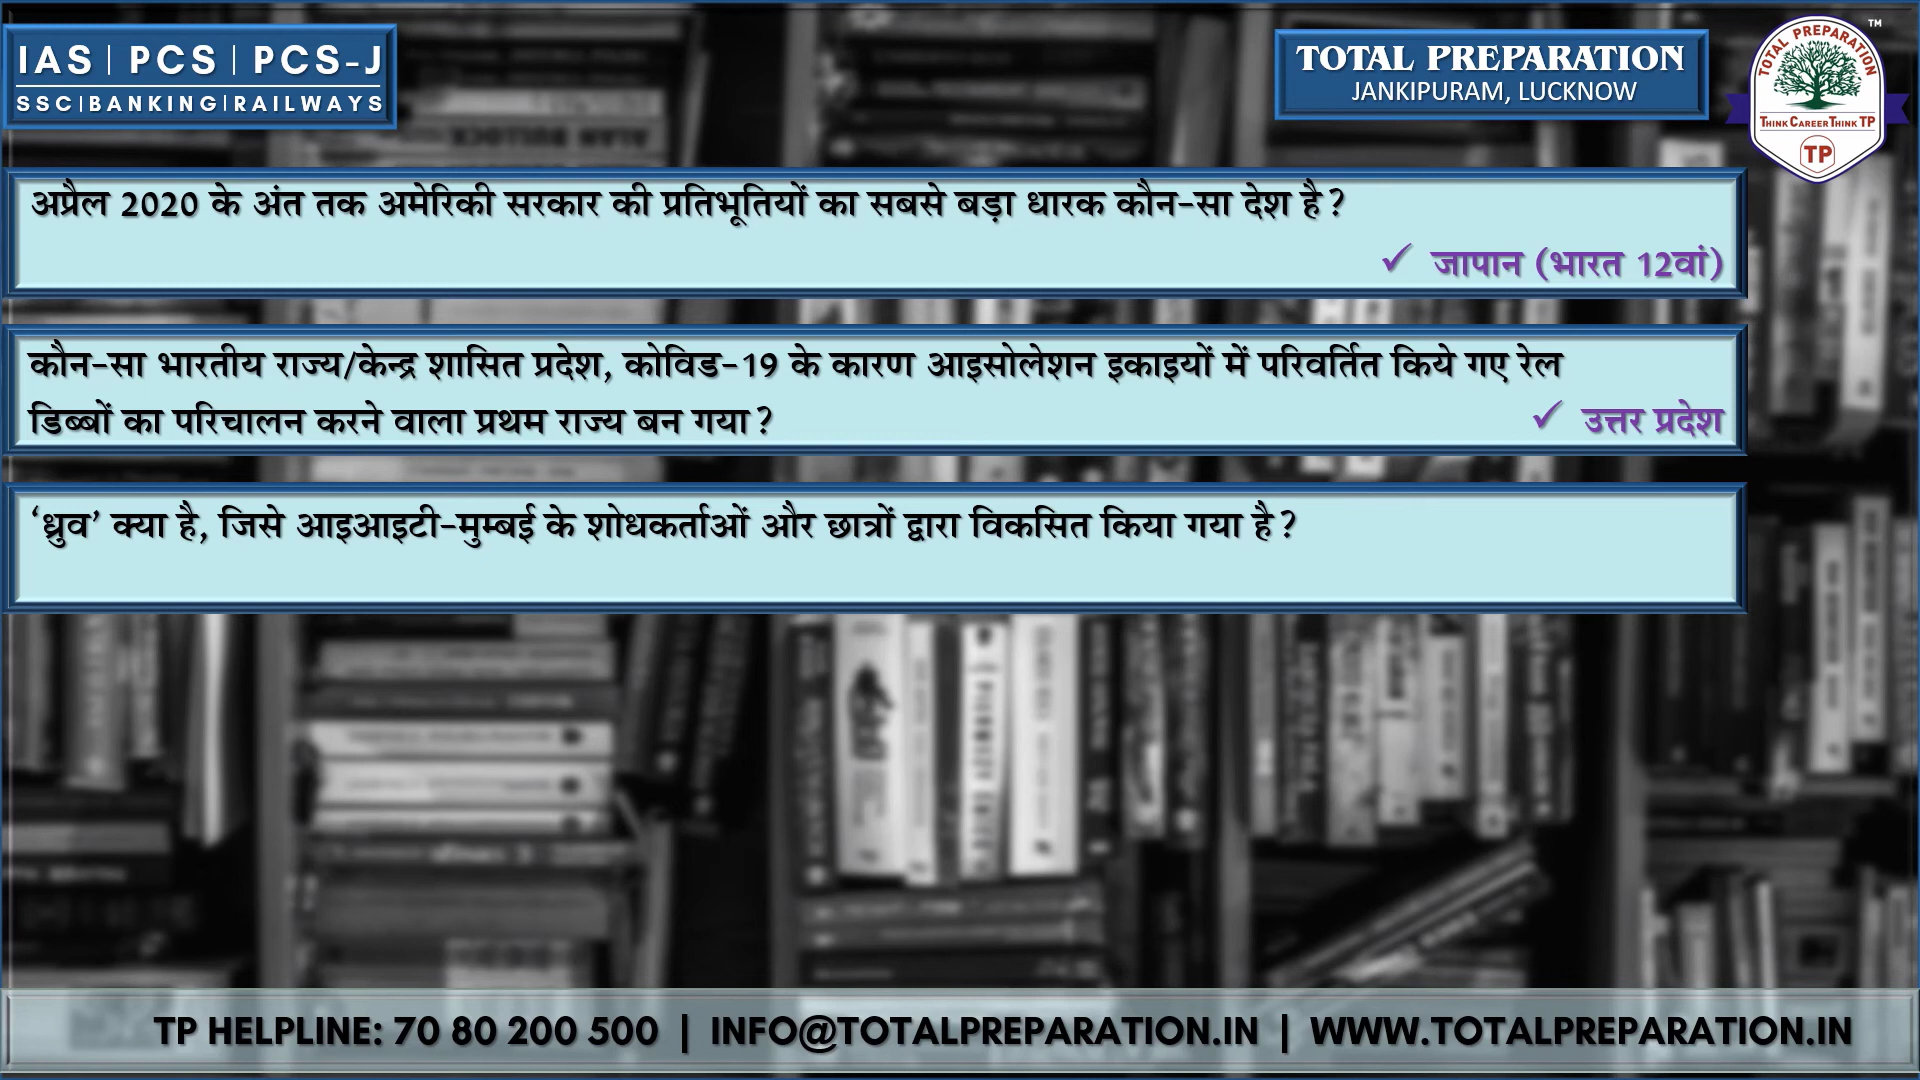 IAS | PCS | PCS-J
SSC|BANKING|RAILWAYS
TOTAL PREPARATION
JANKIPURAM, LUCKNOW
TOTAL PREPARATION
TM
THINK CAREER THINK TP
TP
अप्रैल 2020 के अंत तक अमेरिकी सरकार की प्रतिभूतियों का सबसे बड़ा धारक कौन-सा देश है?
✓ जापान (भारत 12वां)
कौन-सा भारतीय राज्य/केन्द्र शासित प्रदेश, कोविड-19 के कारण आइसोलेशन इकाइयों में परिवर्तित किये गए रेल
डिब्बों का परिचालन करने वाला प्रथम राज्य बन गया?
✓ उत्तर प्रदेश
‘ध्रुव’ क्या है, जिसे आइआइटी-मुम्बई के शोधकर्ताओं और छात्रों द्वारा विकसित किया गया है?
TP HELPLINE: 70 80 200 500 | INFO@TOTALPREPARATION.IN | WWW.TOTALPREPARATION.IN